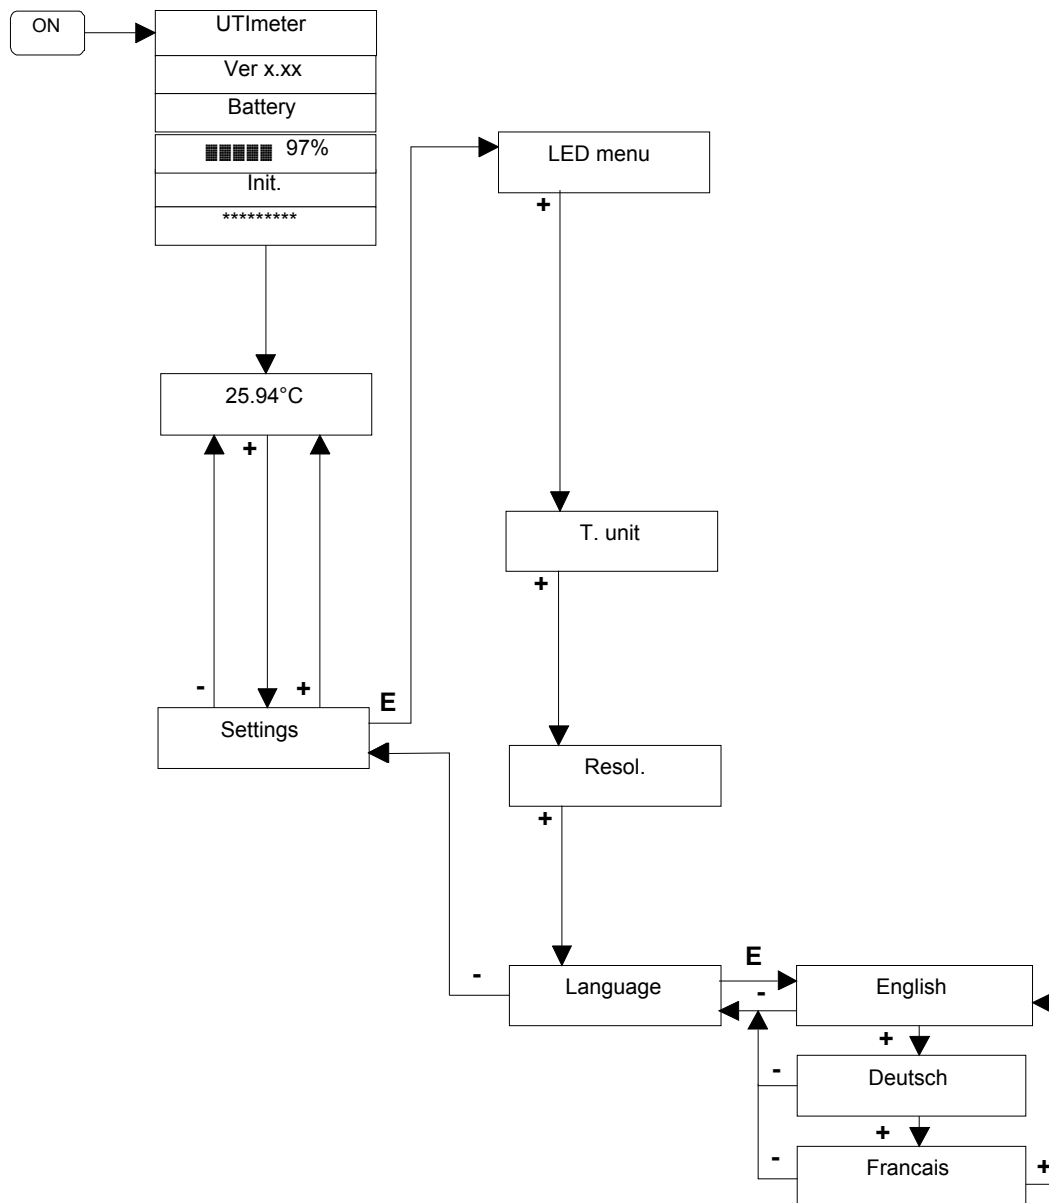 ON
UTImeter
Ver x.xx
Battery
97%
Init.
*********
LED menu
+
25.94°C
+
T. unit
+
-
+
E
Settings
Resol.
+
-
Language
E
-
English
+
-
Deutsch
+
-
Francais
+